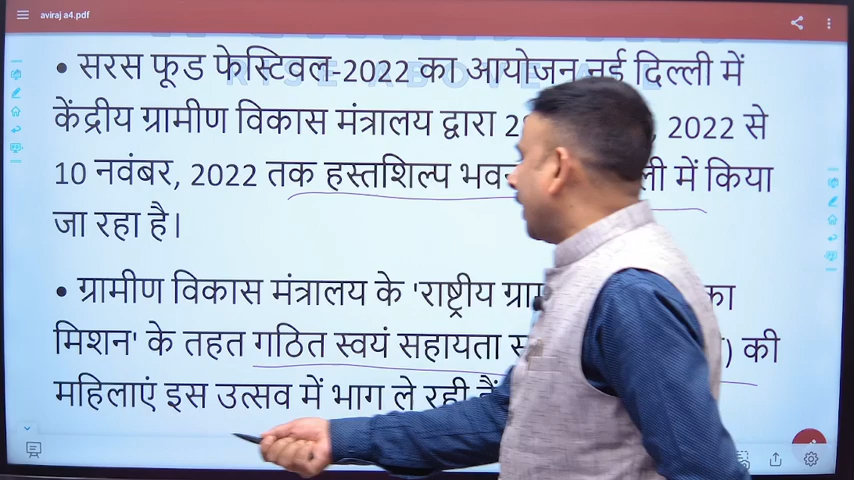 aviraj a4.pdf
• सरस फूड फेस्टिवल-2022 का आयोजन नई दिल्ली में
केंद्रीय ग्रामीण विकास मंत्रालय द्वारा 2022 से
10 नवंबर, 2022 तक हस्तशिल्प में किया
जा रहा है।
• ग्रामीण विकास मंत्रालय के 'राष्ट्रीय
मिशन' के तहत गठित स्वयं सहायता की
महिलाएं इस उत्सव में भाग ले रही हैं